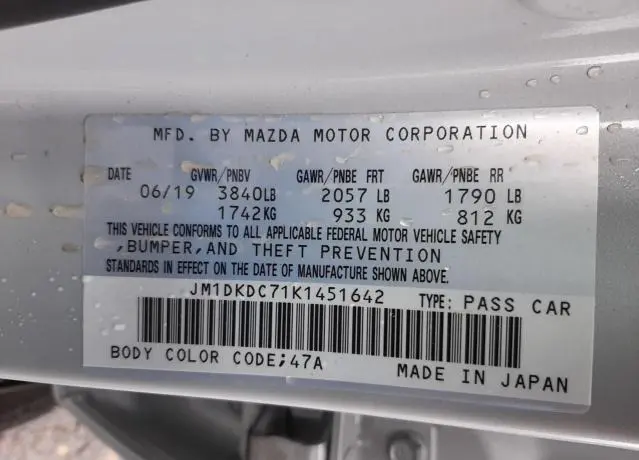 MFD. BY MAZDA MOTOR CORPORATION
DATE GVWR/PNBV GAWR/PNBE FRT GAWR/PNBE RR
06/19 3840LB 2057 LB 1790 LB
1742KG 933 KG 812 KG
THIS VEHICLE CONFORMS TO ALL APPLICABLE FEDERAL MOTOR VEHICLE SAFETY
,BUMPER,AND THEFT PREVENTION
STANDARDS IN EFFECT ON THE DATE OF MANUFACTURE SHOWN ABOVE.
JM1DKDC71K1451642 TYPE: PASS CAR
BODY COLOR CODE;47A MADE IN JAPAN